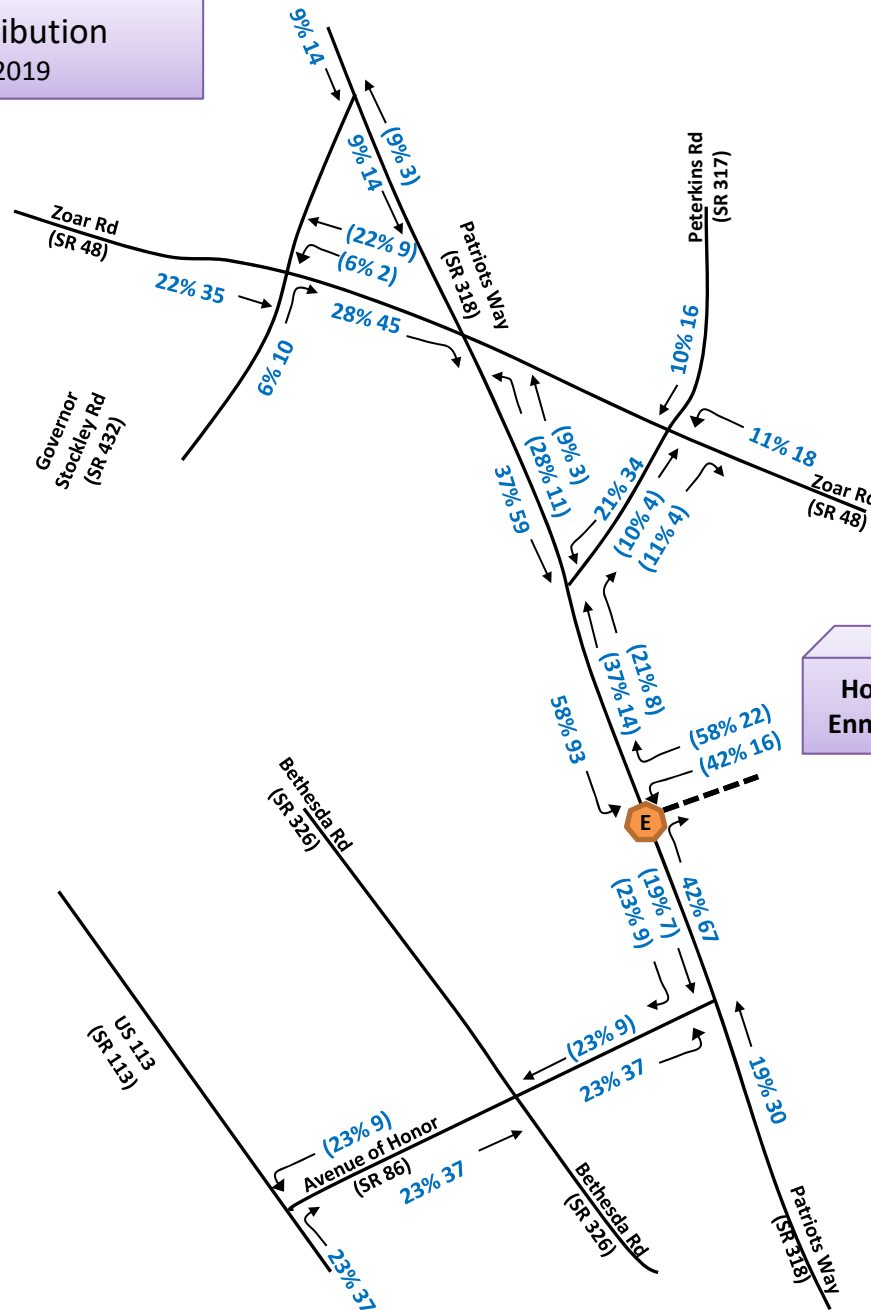 ibution
2019
9% 14
(9% 3)
9% 14
Peterkins Rd
(SR 317)
Zoar Rd
(SR 48)
(22% 9)
(6% 2)
Patriots Way
(SR 318)
22% 35
28% 45
6% 10
10% 16
Governor
Stockley Rd
(SR 432)
11% 18
Zoar Rd
(SR 48)
(9% 3)
(28% 11)
37% 59
21% 34
(10% 4)
(11% 4)
(21% 8)
(37% 14)
58% 93
(58% 22)
(42% 16)
Ho
Enn
E
Bethesda Rd
(SR 326)
(19% 7)
(23% 9)
42% 67
US 113
(SR 113)
(23% 9)
23% 37
19% 30
(23% 9)
Avenue of Honor
(SR 86)
23% 37
Bethesda Rd
(SR 326)
Patriots Way
(SR 318)
23% 37